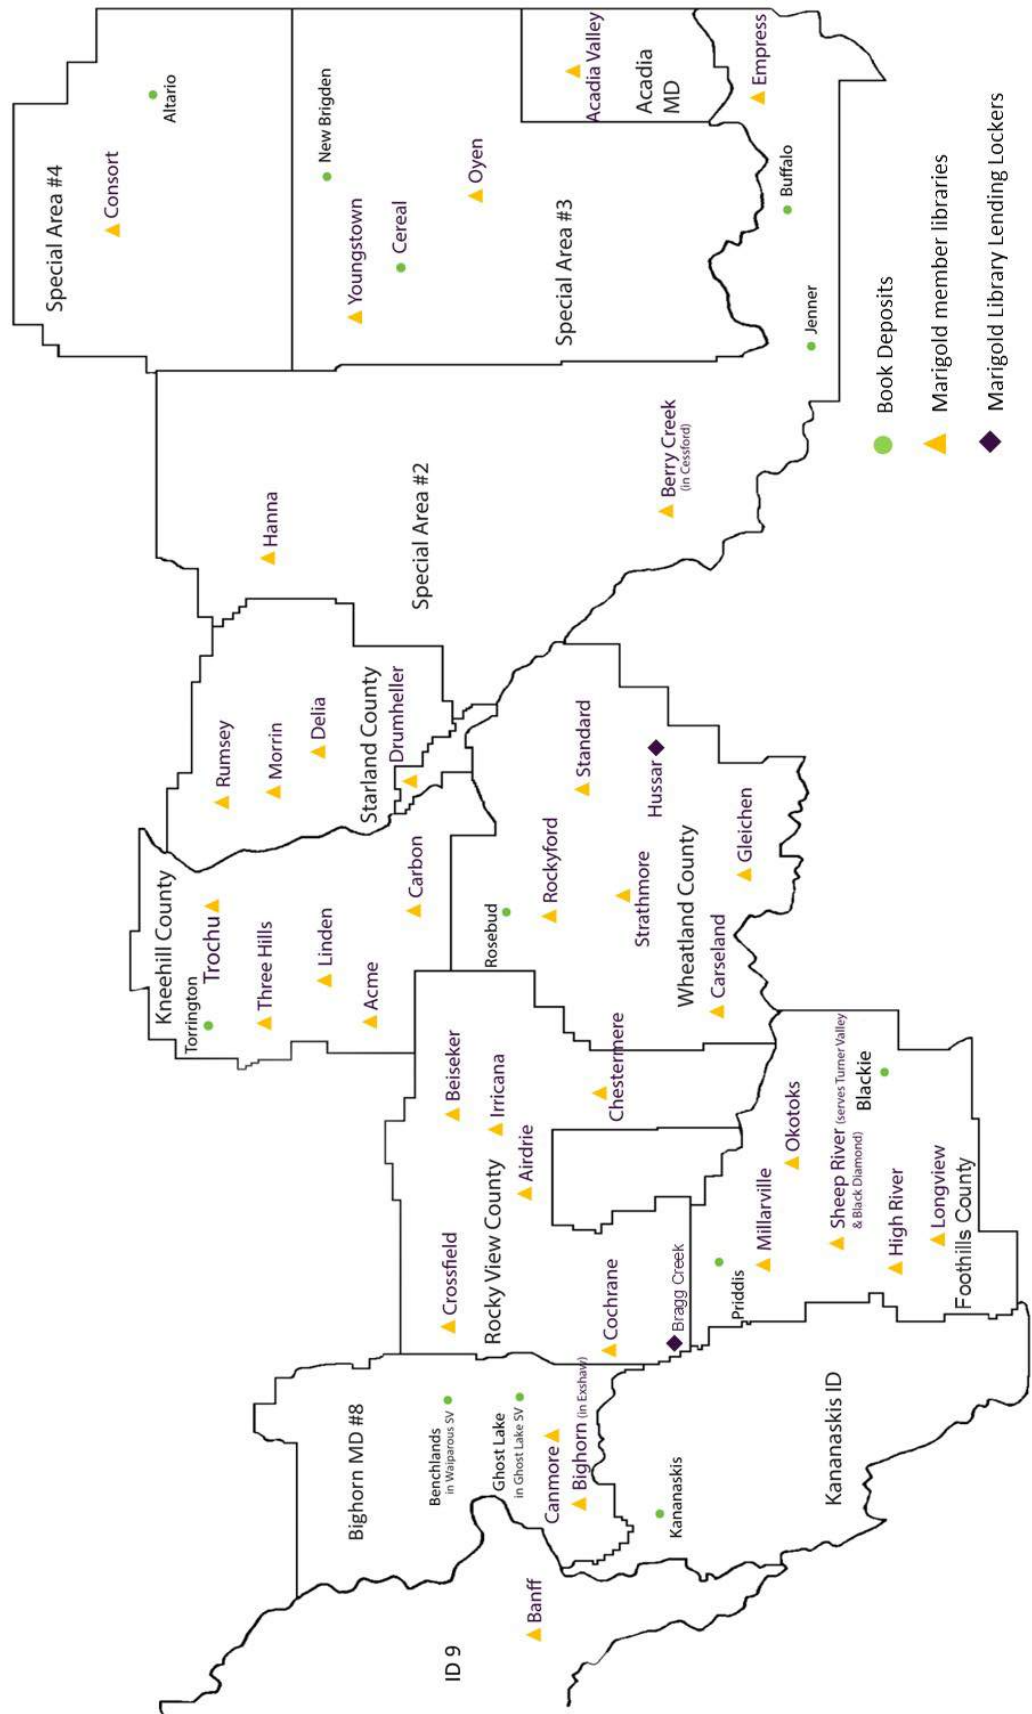 ID 9
Banff
Bighorn MD #8
Benchlands
in Waiparous SV
Ghost Lake
in Ghost Lake SV
Canmore
Bighorn (in Exshaw)
Kananaskis
Kananaskis ID
Crossfield
Rocky View County
Beiseker
Irricana
Airdrie
Cochrane
Chestermere
Bragg Creek
Priddis
Millarville
Okotoks
Sheep River (serves Turner Valley
& Black Diamond)
Blackie
High River
Longview
Foothills County
Kneehill County
Torrington
Trochu
Three Hills
Linden
Acme
Carbon
Rumsey
Morrin
Delia
Starland County
Drumheller
Rosebud
Rockyford
Standard
Strathmore
Hussar
Wheatland County
Carseland
Gleichen
Hanna
Special Area #2
Berry Creek
(in Cessford)
Special Area #4
Consort
Altario
New Brigden
Youngstown
Cereal
Oyen
Special Area #3
Acadia Valley
Acadia
MD
Empress
Buffalo
Jenner
Book Deposits
Marigold member libraries
Marigold Library Lending Lockers